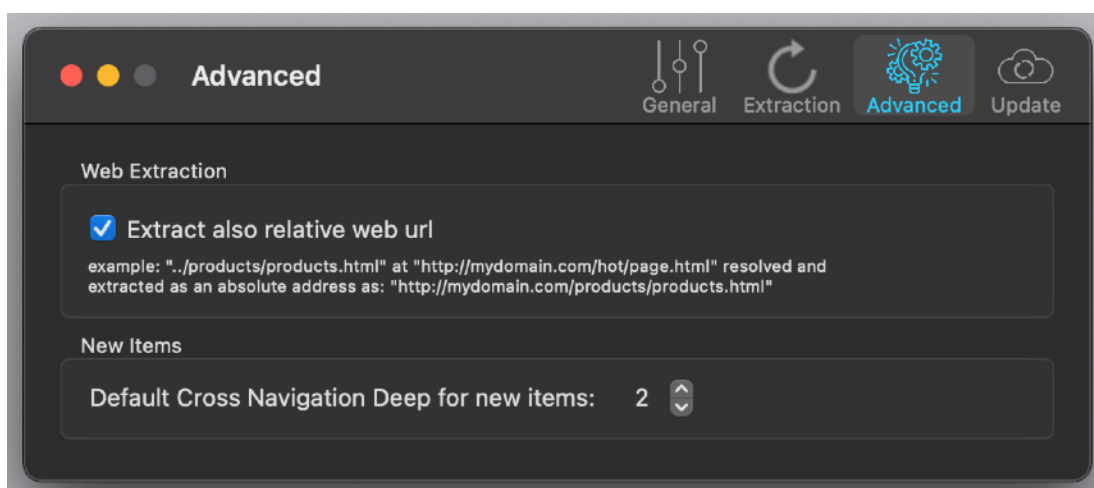 Advanced
General
Extraction
Advanced
Update
Web Extraction
Extract also relative web url
example: "../products/products.html" at "http://mydomain.com/hot/page.html" resolved and
extracted as an absolute address as: "http://mydomain.com/products/products.html"
New Items
Default Cross Navigation Deep for new items: 2